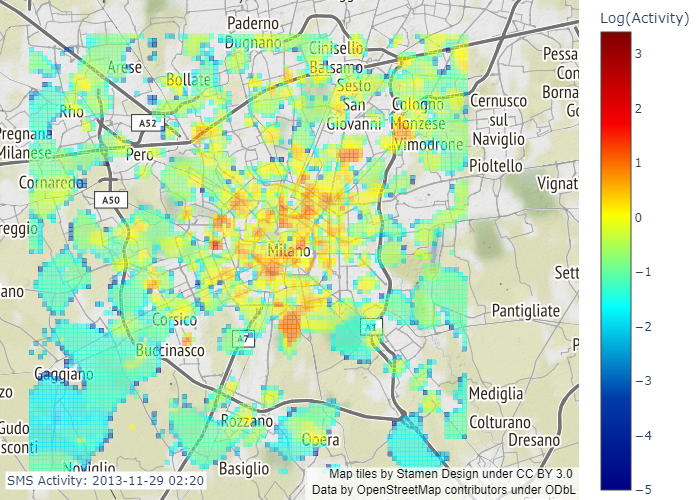 Log(Activity)
Paderno
Dugnano
Cinisello
Balsamo
Arese
Bollate
Sesto
San
Giovanni
Rho
A52
Cologno
Monzese
Cernusco
sul
Naviglio
Pessa
Con
Borna
Go
Pregnana
Milanese
Pero
Vimodrone
Pioltello
Cornaredo
A50
Vignat
reggio
Milano
Sett
ano
Corsico
A7
A1
Pantigliate
Buccinasco
P
Gaggiano
zo
Mediglia
Gudo
sconti
Rozzano
Opera
Colturano
Dresano
Noviglio
Basiglio
SMS Activity: 2013-11-29 02:20
Map tiles by Stamen Design under CC BY 3.0
Data by OpenStreetMap contributors under ODbL
3
2
1
0
−1
−2
−3
−4
−5